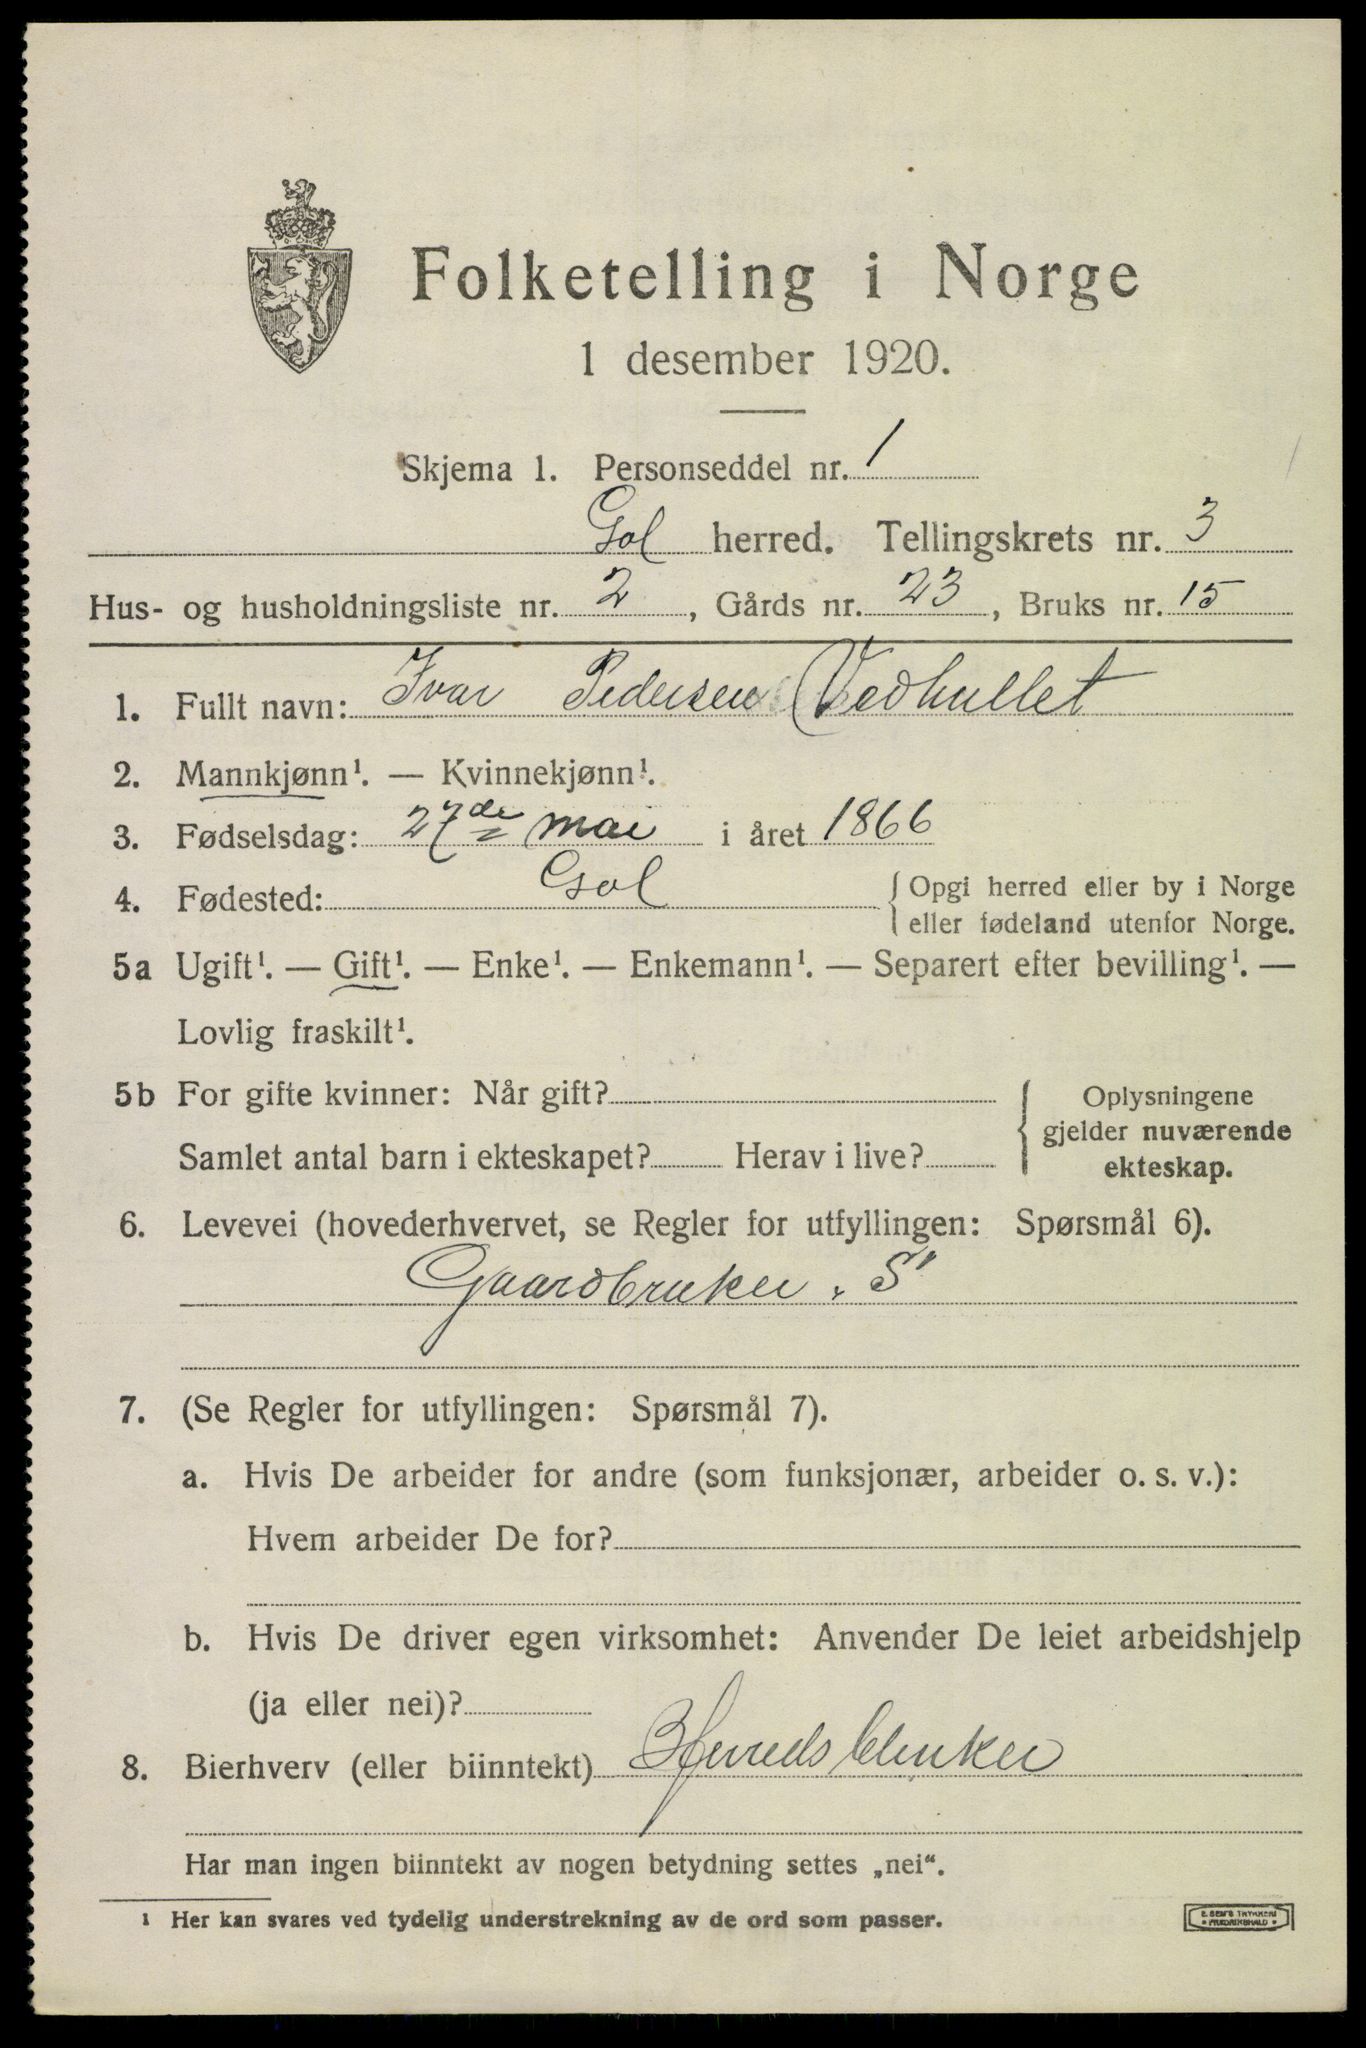 Folketelling i Norge
1 desember 1920.
Skjema 1. Personseddel nr. 1
Gol herred. Tellingskrets nr. 3
Hus- og husholdningsliste nr. 2, Gårds nr. 23, Bruks nr. 15
1. Fullt navn: Ivar Pedersen (Vedhullet
2. Mannkjønn¹. — Kvinnekjønn¹.
3. Fødselsdag: 27de mai i året 1866
4. Fødested: Gol {Opgi herred eller by i Norge
eller fødeland utenfor Norge.
5a Ugift¹. — Gift¹. — Enke¹. — Enkemann¹. — Separert efter bevilling¹. —
Lovlig fraskilt¹.
5b For gifte kvinner: Når gift?
Samlet antal barn i ekteskapet? Herav i live?
{Oplysningene
gjelder nuværende
ekteskap.
6. Levevei (hovederhvervet, se Regler for utfyllingen: Spørsmål 6).
Gaardbruker „S"
7. (Se Regler for utfyllingen: Spørsmål 7).
a. Hvis De arbeider for andre (som funksjonær, arbeider o. s. v.):
Hvem arbeider De for?
b. Hvis De driver egen virksomhet: Anvender De leiet arbeidshjelp
(ja eller nei)?
8. Bierhverv (eller biinntekt)
Har man ingen biinntekt av nogen betydning settes „nei".
¹ Her kan svares ved tydelig understrekning av de ord som passer.
E. SEM'S TRYKKERI
FREDRIKSHALD